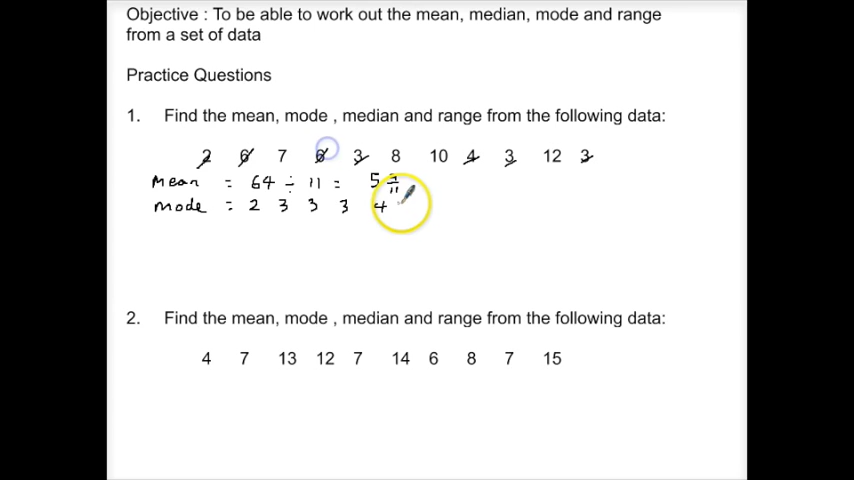 Objective : To be able to work out the mean, median, mode and range
from a set of data
Practice Questions
1. Find the mean, mode , median and range from the following data:
2 6 7 6 3 8 10 4 3 12 3
Mean = 64 ÷ 11 = 5
mode = 2 3 3 3 4
2. Find the mean, mode , median and range from the following data:
4 7 13 12 7 14 6 8 7 15